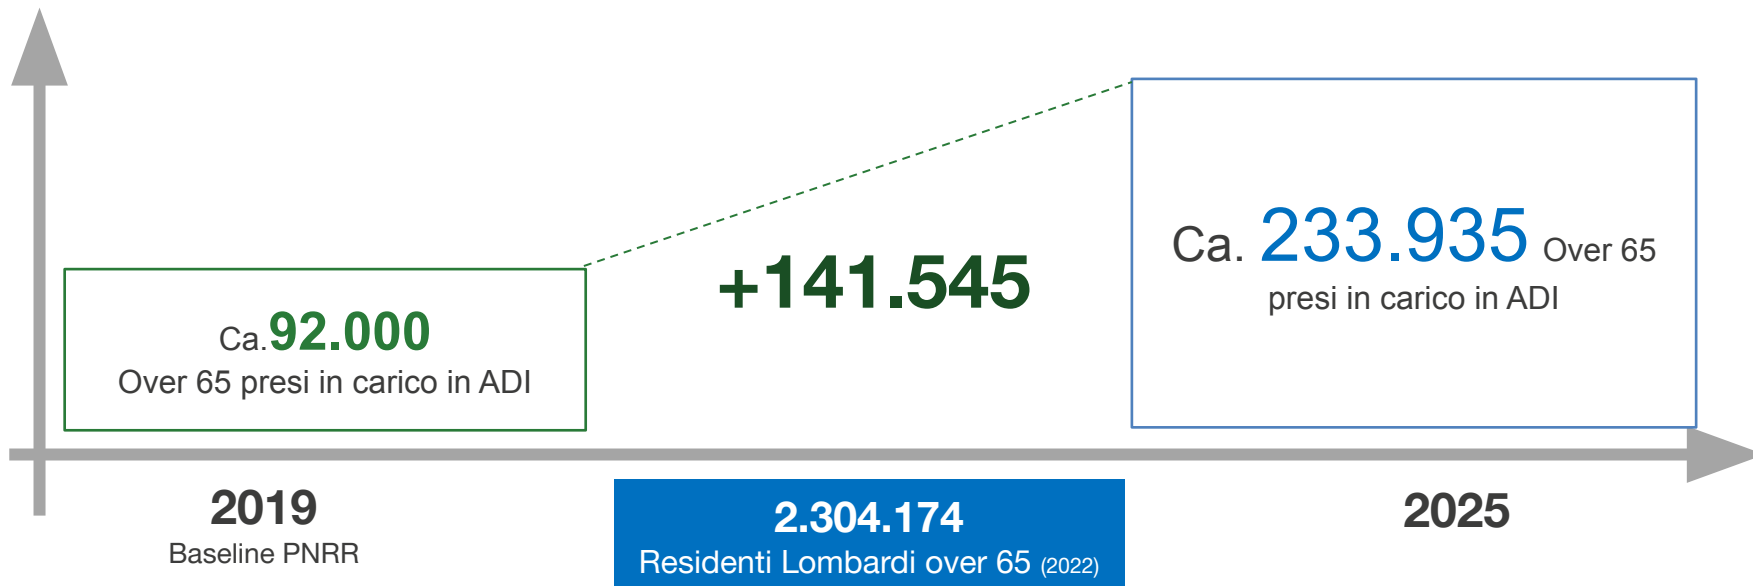 Ca.92.000
Over 65 presi in carico in ADI
+141.545
Ca. 233.935 Over 65
presi in carico in ADI
2019
Baseline PNRR
2.304.174
Residenti Lombardi over 65 (2022)
2025